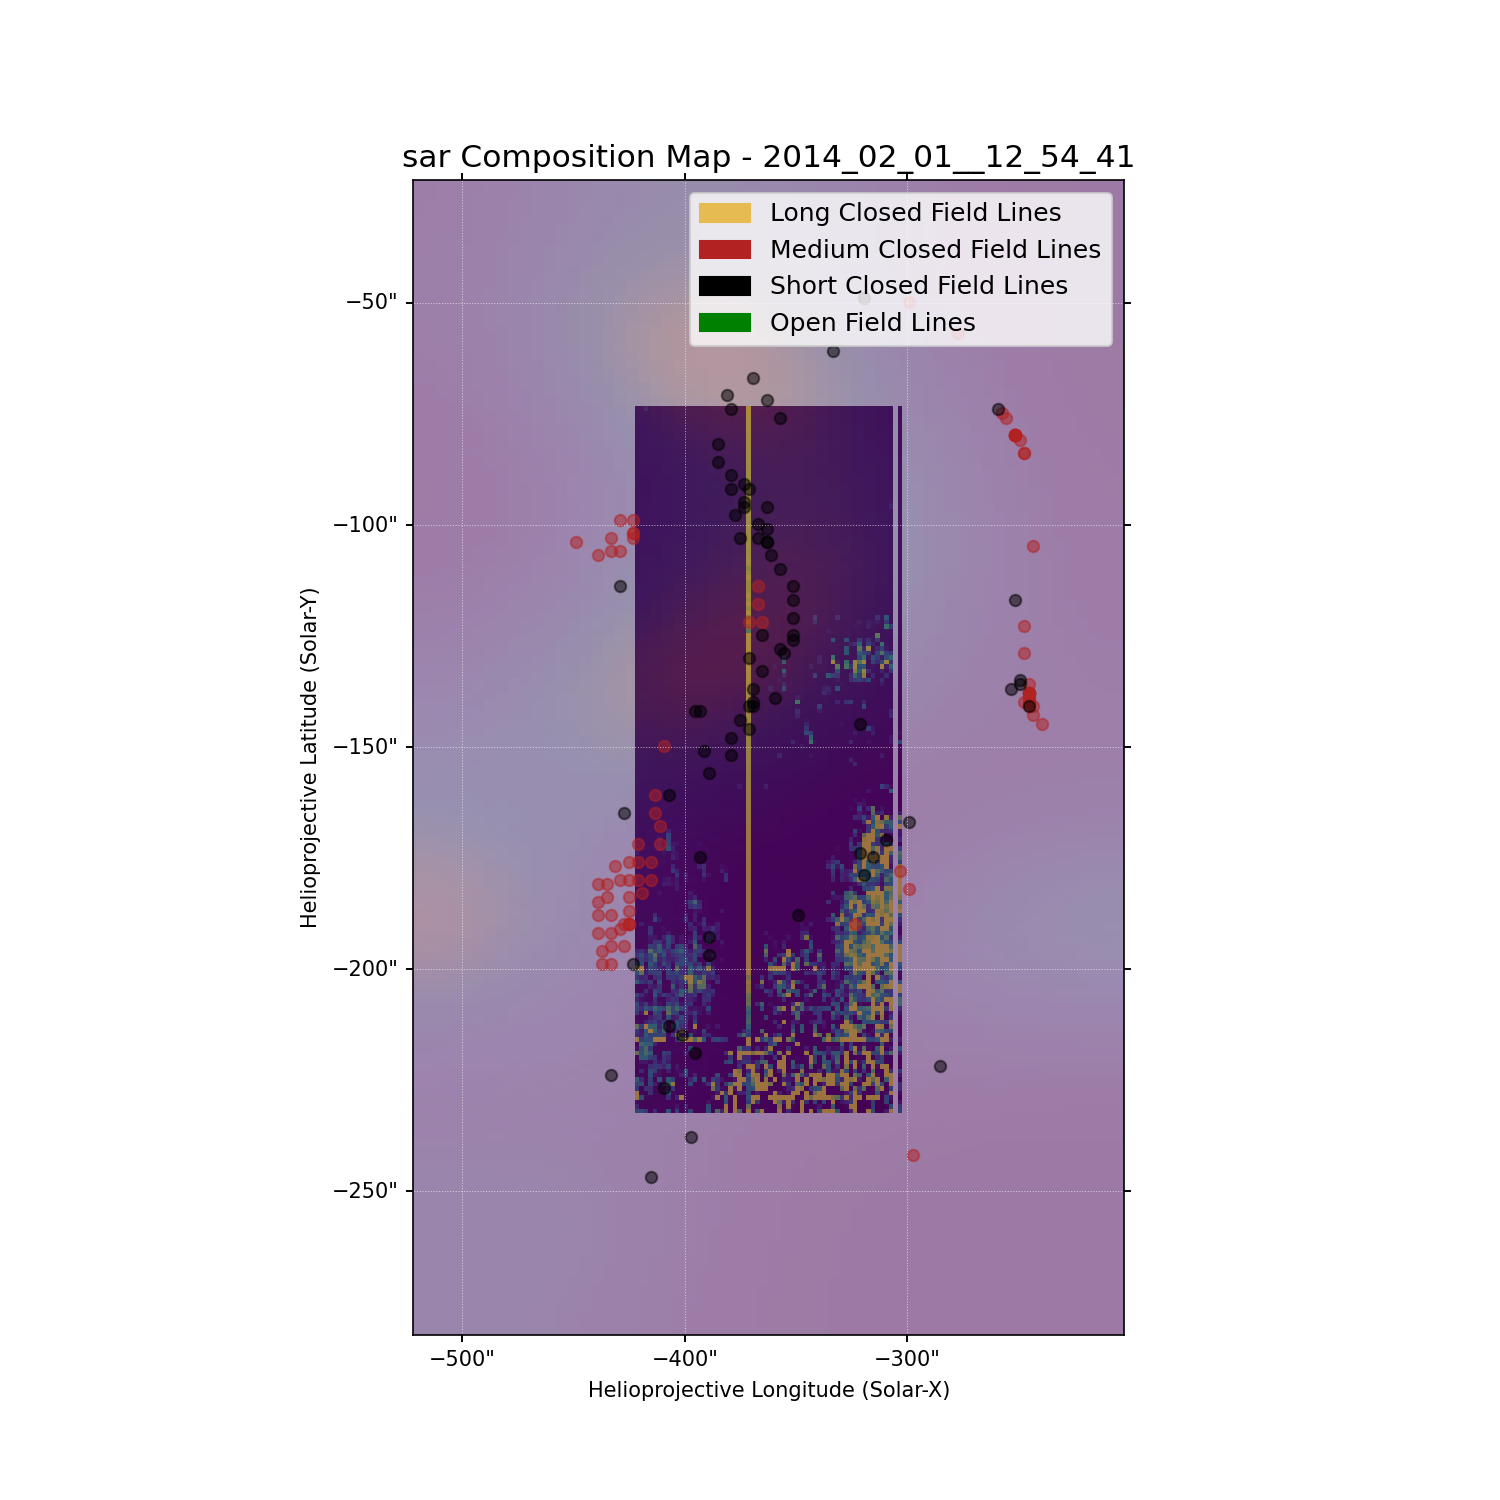 sar Composition Map - 2014_02_01__12_54_41
Long Closed Field Lines
Medium Closed Field Lines
Short Closed Field Lines
Open Field Lines
−50"
−100"
−150"
−200"
−250"
Helioprojective Latitude (Solar-Y)
−500"
−400"
−300"
Helioprojective Longitude (Solar-X)